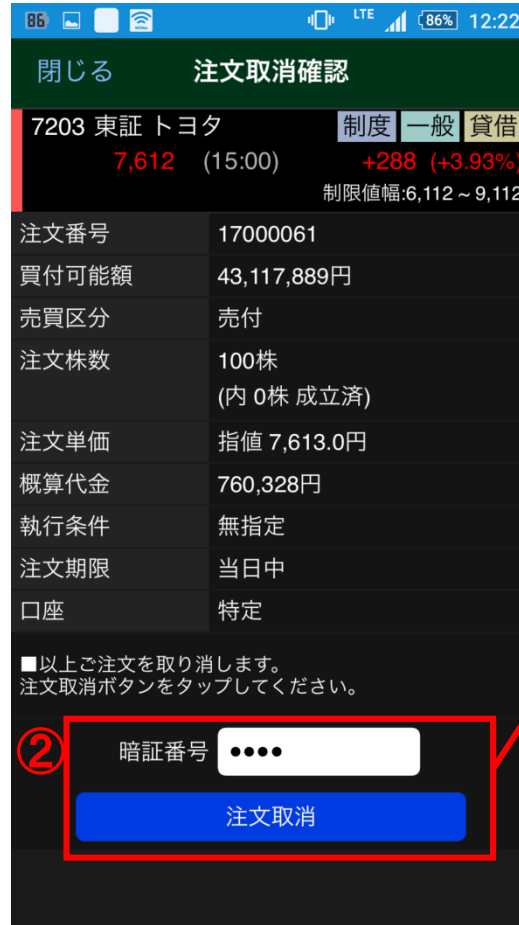 86 LTE 86% 12:22
閉じる 注文取消確認
7203 東証 トヨタ 制度 一般 貸借
7,612 (15:00) +288 (+3.93%)
制限値幅:6,112 ~ 9,112
注文番号 17000061
買付可能額 43,117,889円
売買区分 売付
注文株数 100株
(内 0株 成立済)
注文単価 指値 7,613.0円
概算代金 760,328円
執行条件 無指定
注文期限 当日中
口座 特定
■以上ご注文を取り消します。
注文取消ボタンをタップしてください。
② 暗証番号 ●●●●
注文取消